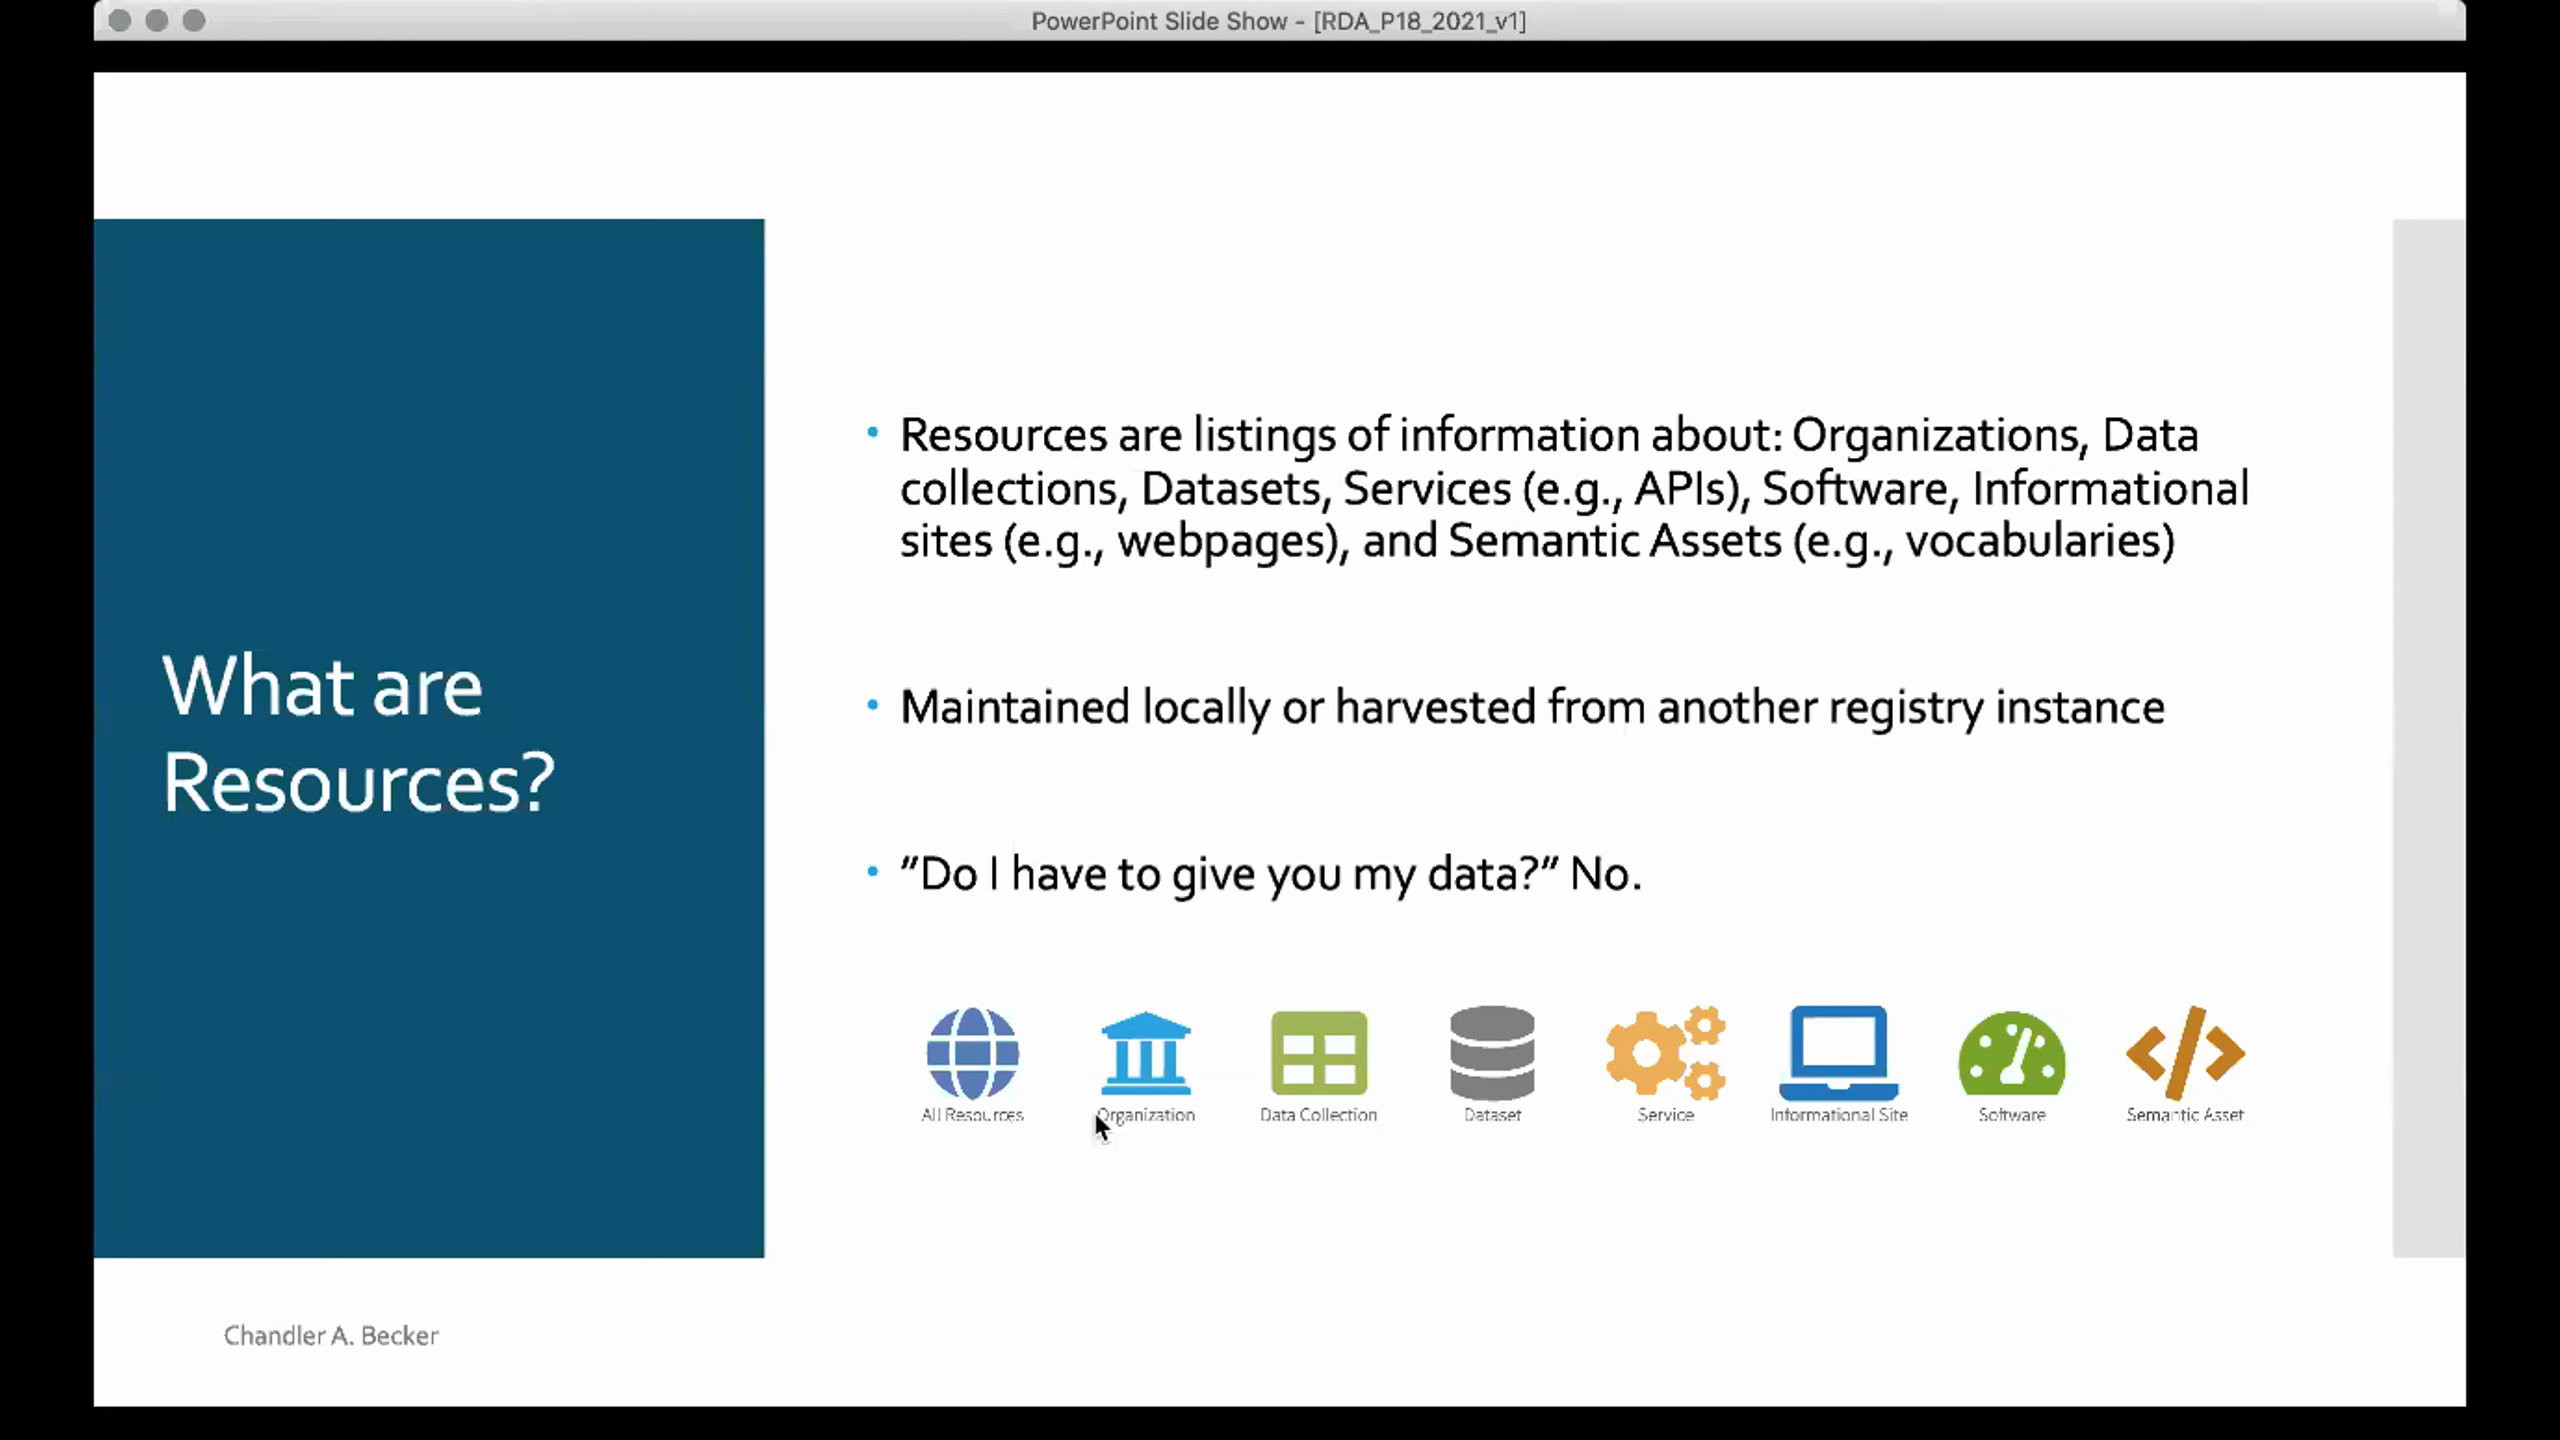 PowerPoint Slide Show - [RDA_P18_2021_v1]
What are
Resources?
• Resources are listings of information about: Organizations, Data
collections, Datasets, Services (e.g., APIs), Software, Informational
sites (e.g., webpages), and Semantic Assets (e.g., vocabularies)
• Maintained locally or harvested from another registry instance
• "Do I have to give you my data?" No.
All Resources
Organization
Data Collection
Dataset
Service
Informational Site
Software
Semantic Asset
Chandler A. Becker